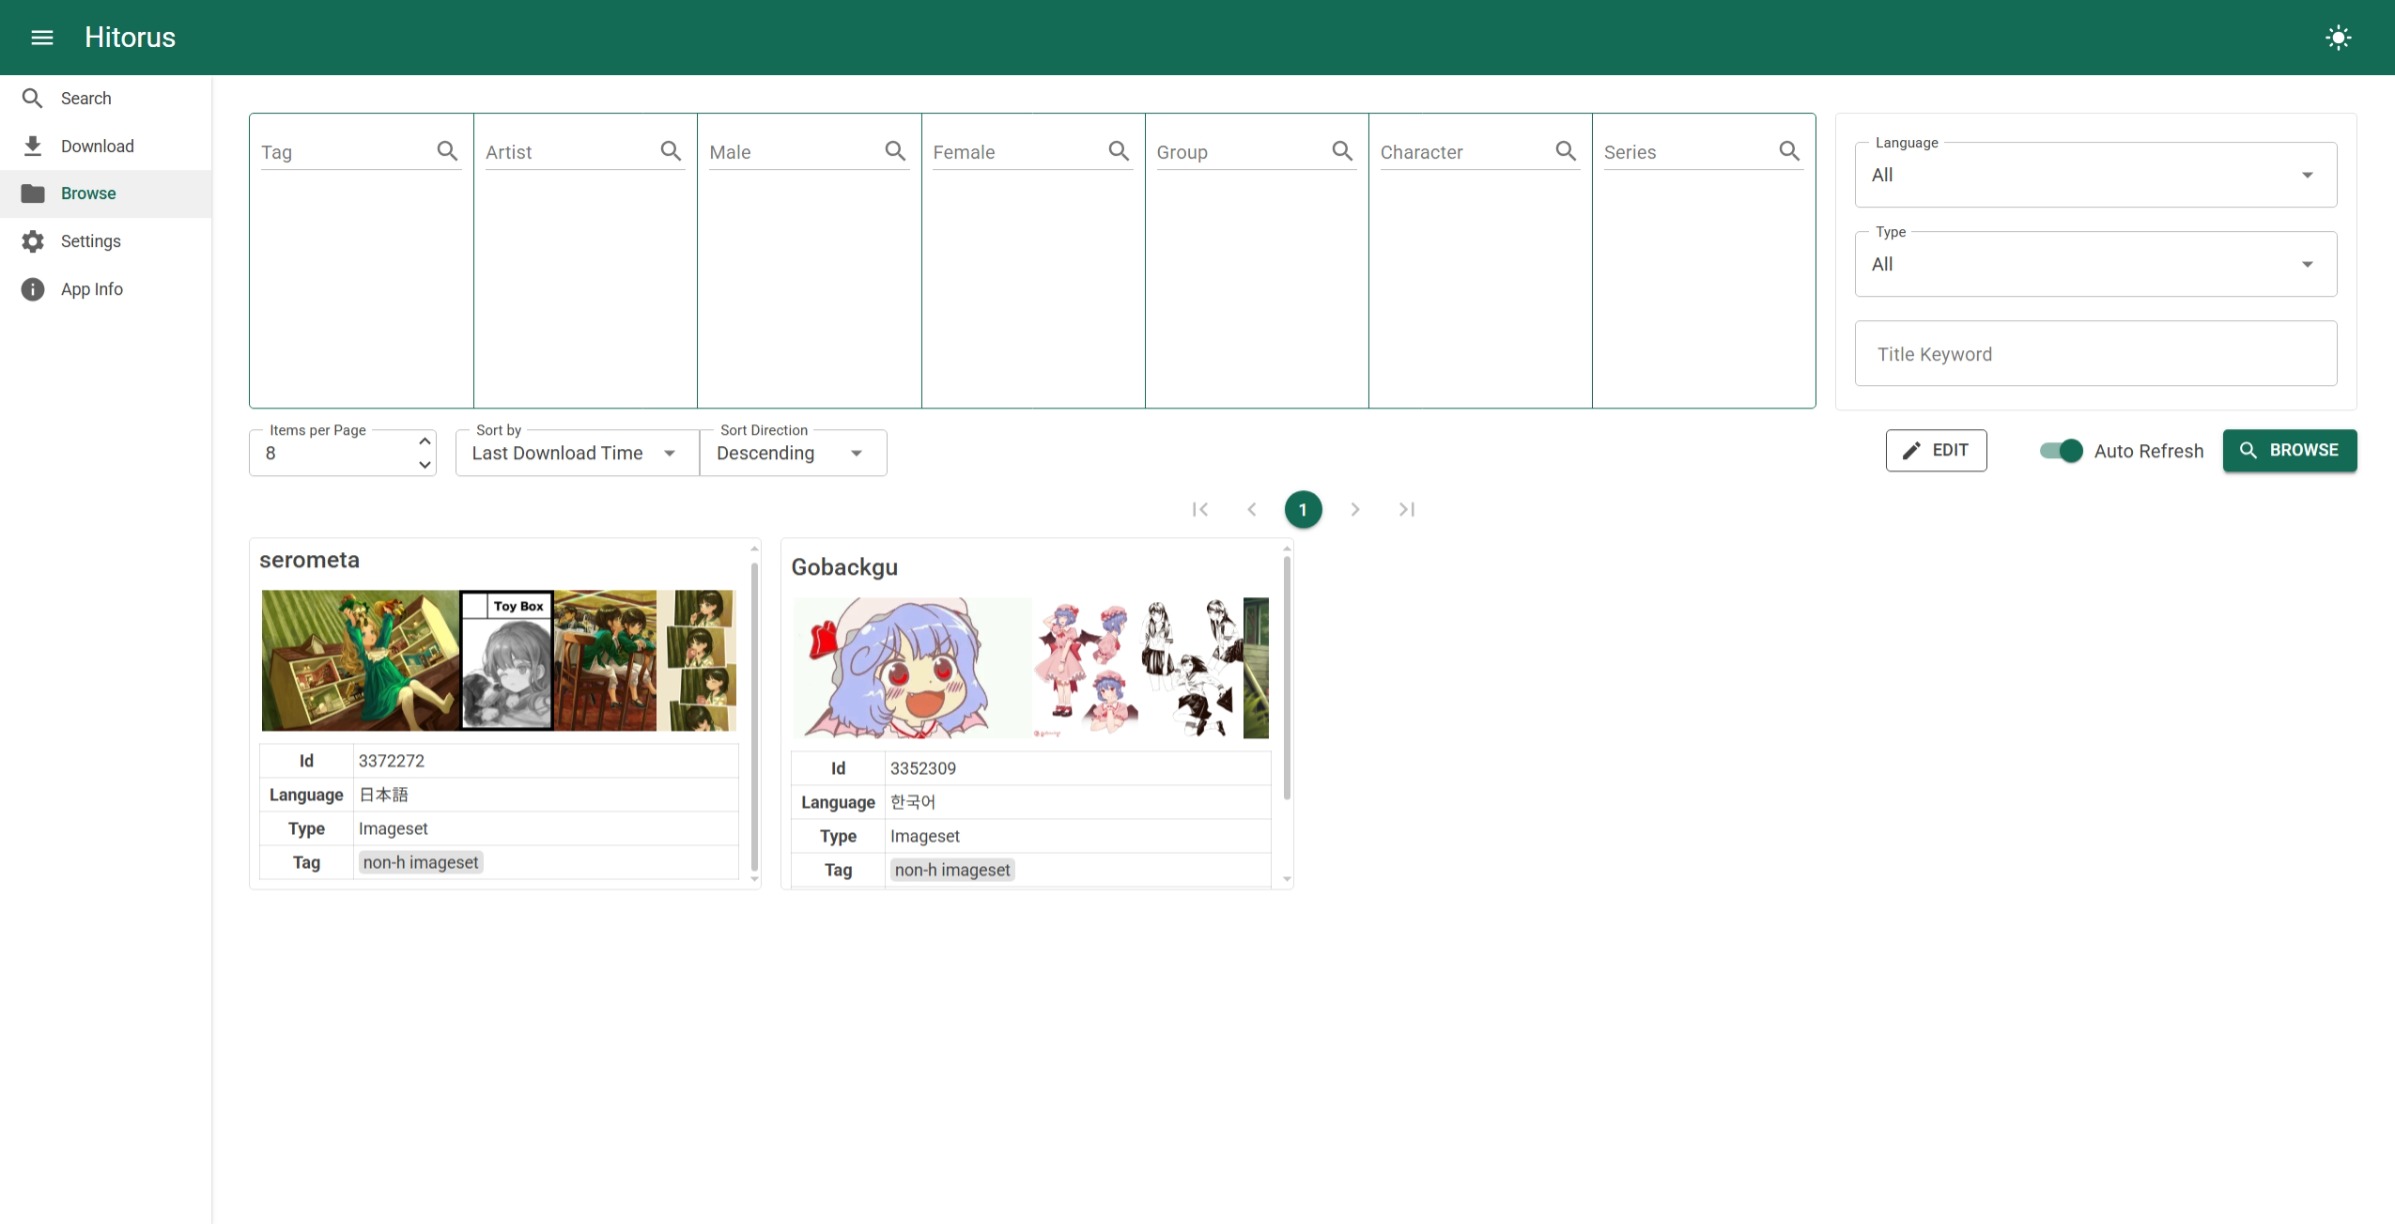 Hitorus
Search
Download
Browse
Settings
App Info
Tag
Artist
Male
Female
Group
Character
Series
Language
All
Type
All
Title Keyword
Items per Page
8
Sort by
Last Download Time
Sort Direction
Descending
EDIT
Auto Refresh
BROWSE
1
serometa
Toy Box
Id 3372272
Language 日本語
Type Imageset
Tag non-h imageset
Gobackgu
Id 3352309
Language 한국어
Type Imageset
Tag non-h imageset